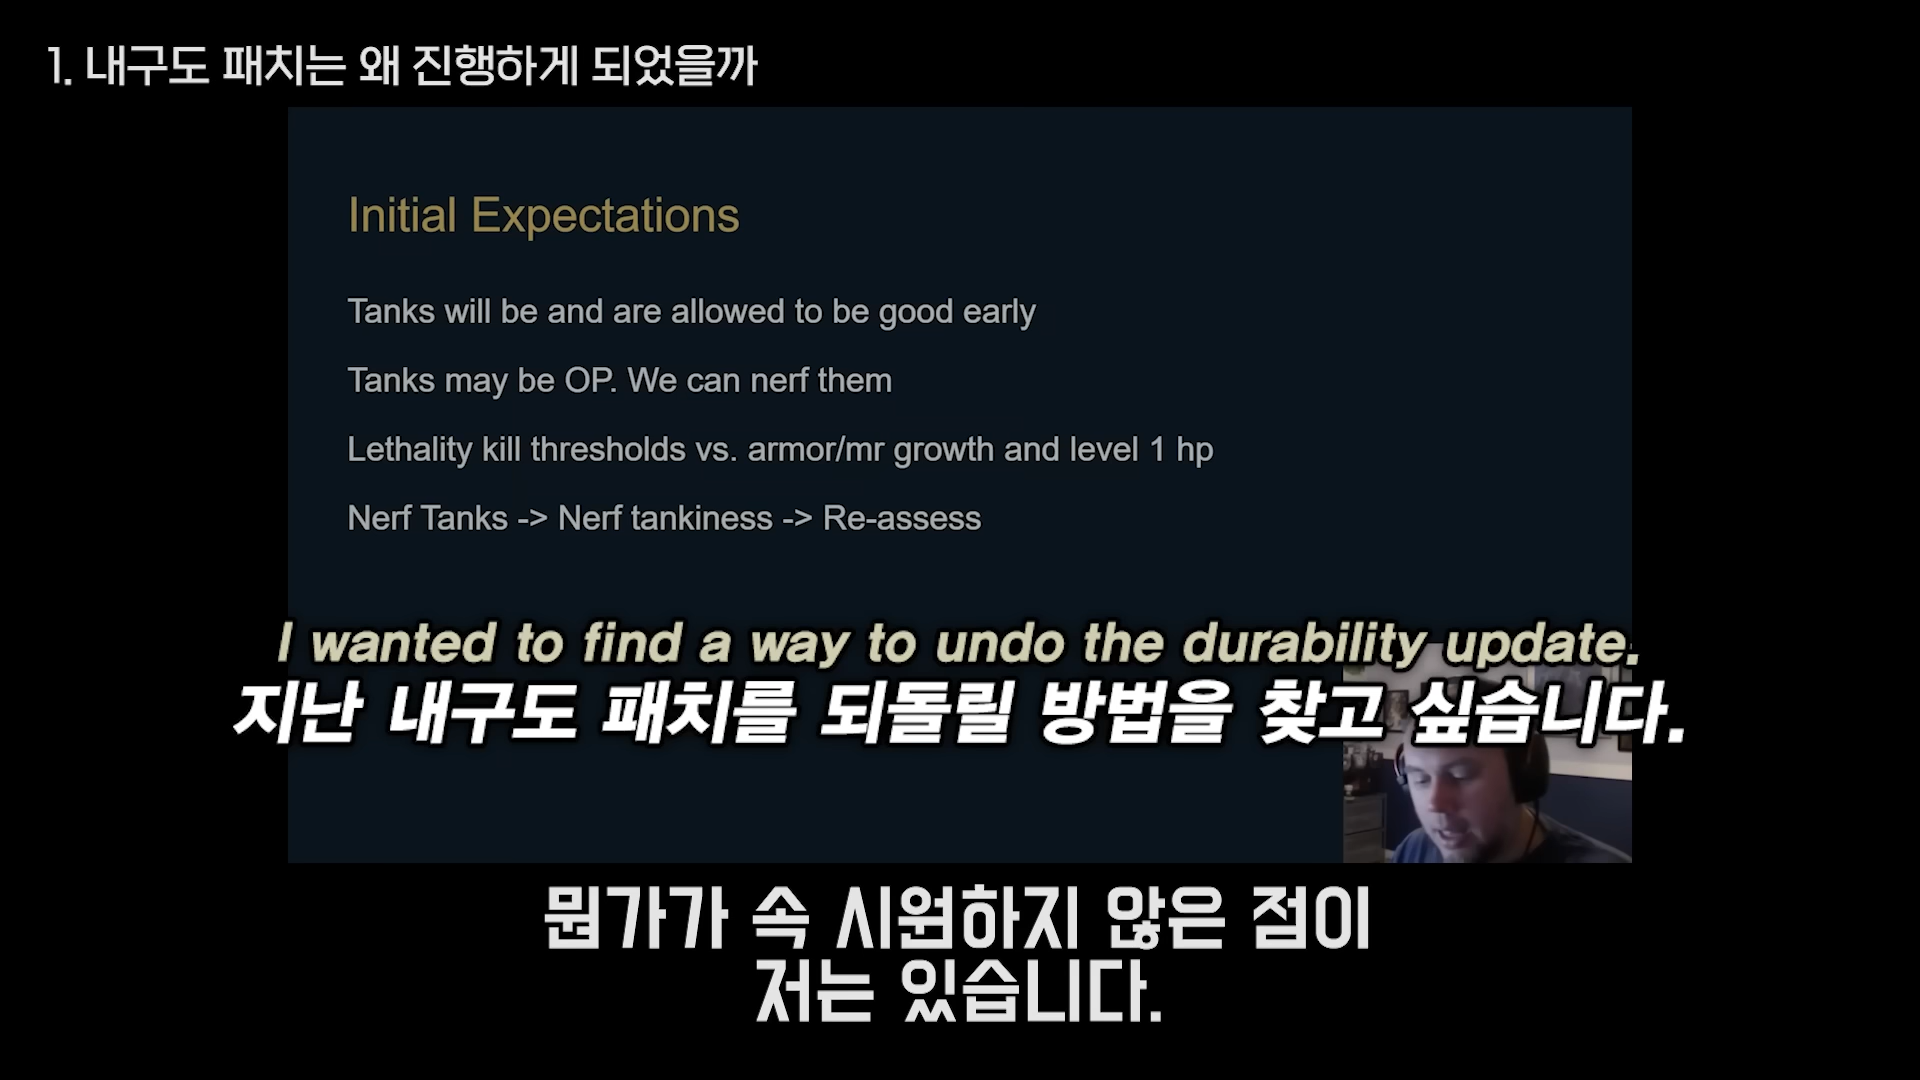 1. 내구도 패치는 왜 진행하게 되었을까
Initial Expectations
Tanks will be and are allowed to be good early
Tanks may be OP. We can nerf them
Lethality kill thresholds vs. armor/mr growth and level 1 hp
Nerf Tanks -> Nerf tankiness -> Re-assess
I wanted to find a way to undo the durability update.
지난 내구도 패치를 되돌릴 방법을 찾고 싶습니다.
뭔가가 속 시원하지 않은 점이
저는 있습니다.